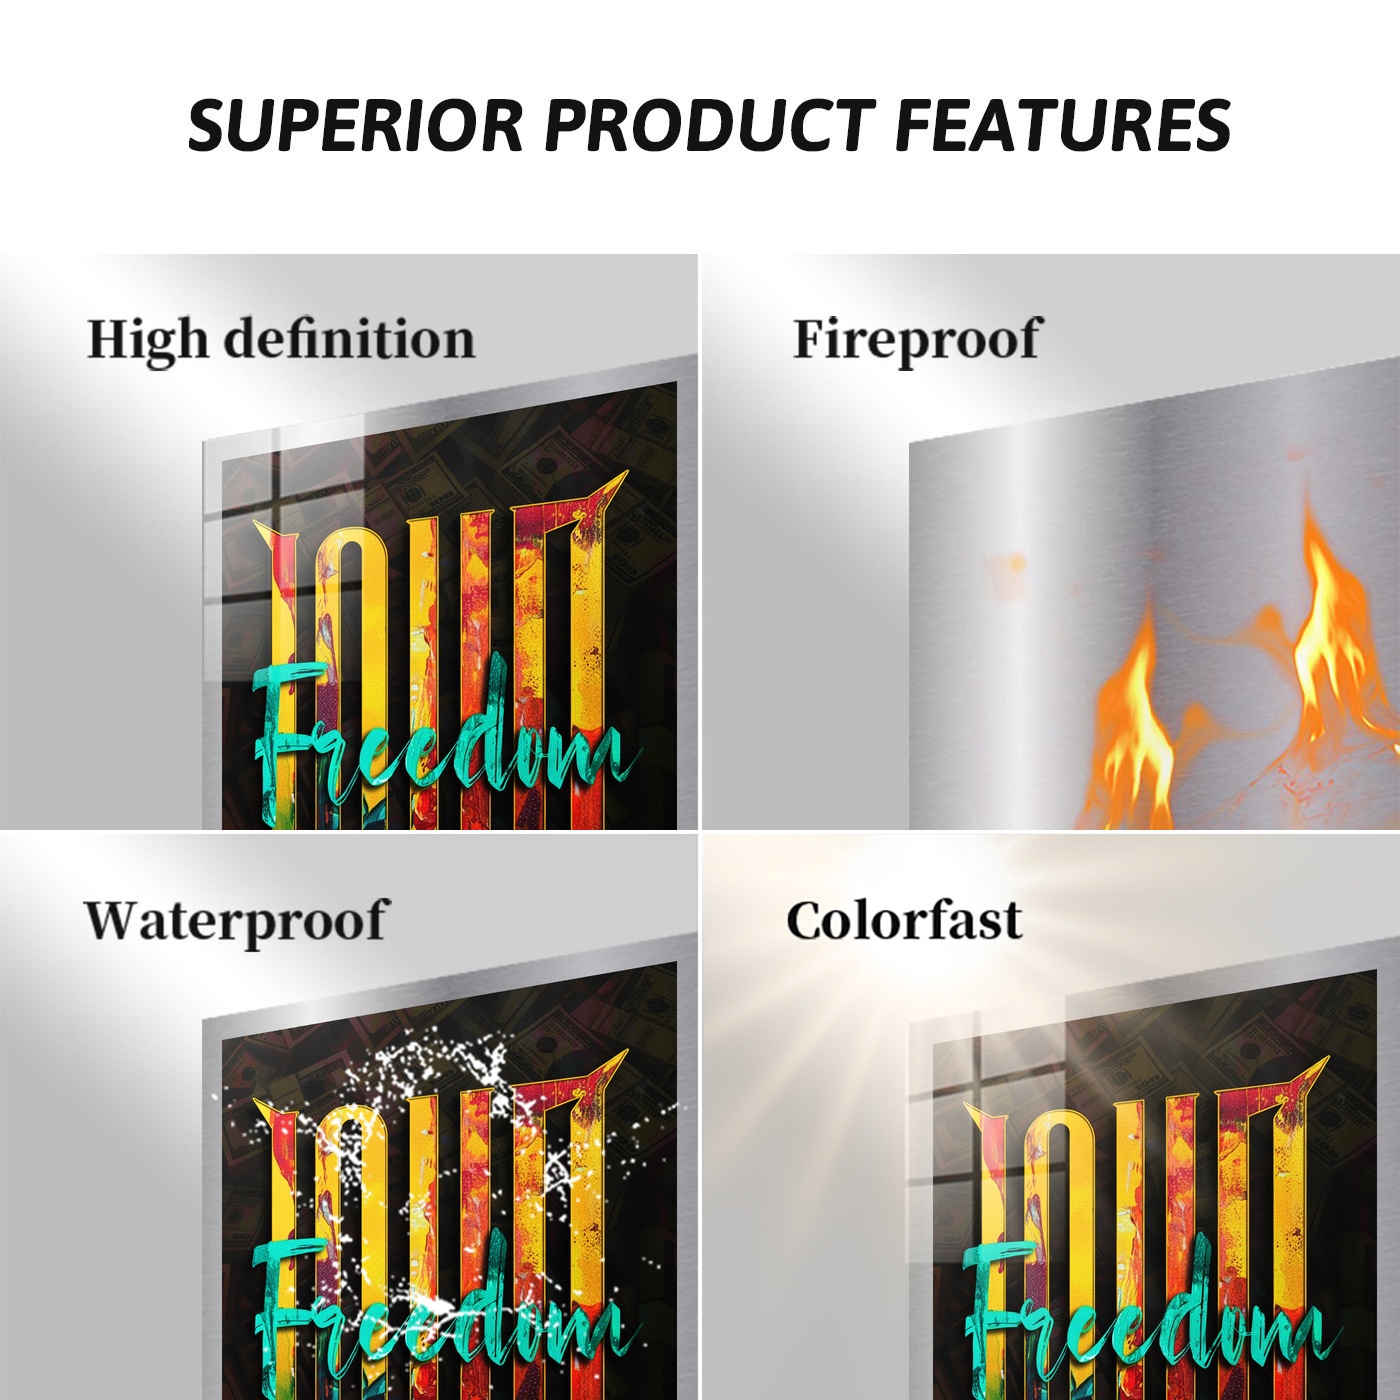 SUPERIOR PRODUCT FEATURES
High definition
Fireproof
Freedom
Waterproof
Colorfast
Freedom
Freedom